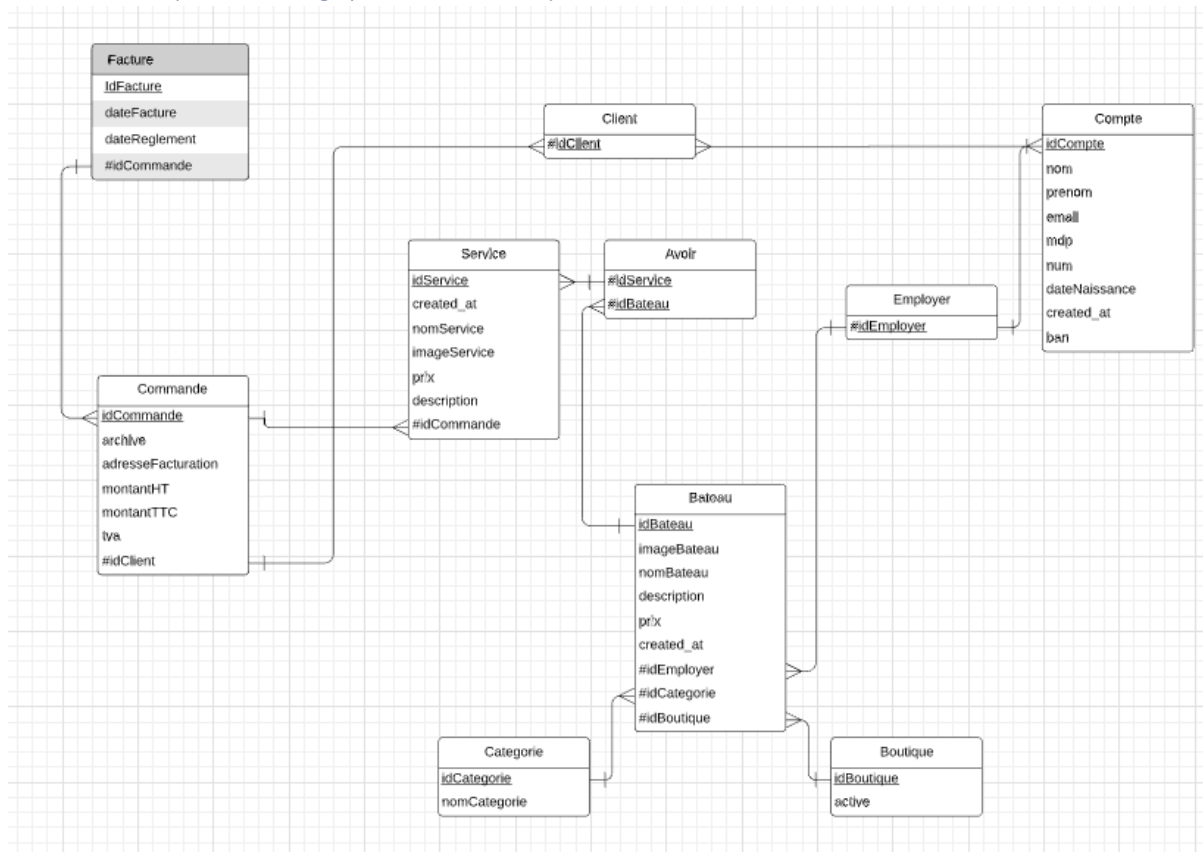 Facture
IdFacture
dateFacture
dateReglement
#idCommande
Client
#idClient
Compte
idCompte
nom
prenom
email
mdp
num
dateNaissance
created_at
ban
Service
idService
created_at
nomService
imageService
prix
description
#idCommande
Avoir
#idService
#idBateau
Employer
#idEmployer
Commande
idCommande
archive
adresseFacturation
montantHT
montantTTC
tva
#idClient
Bateau
idBateau
imageBateau
nomBateau
description
prix
created_at
#idEmployer
#idCategorie
#idBoutique
Categorie
idCategorie
nomCategorie
Boutique
idBoutique
active